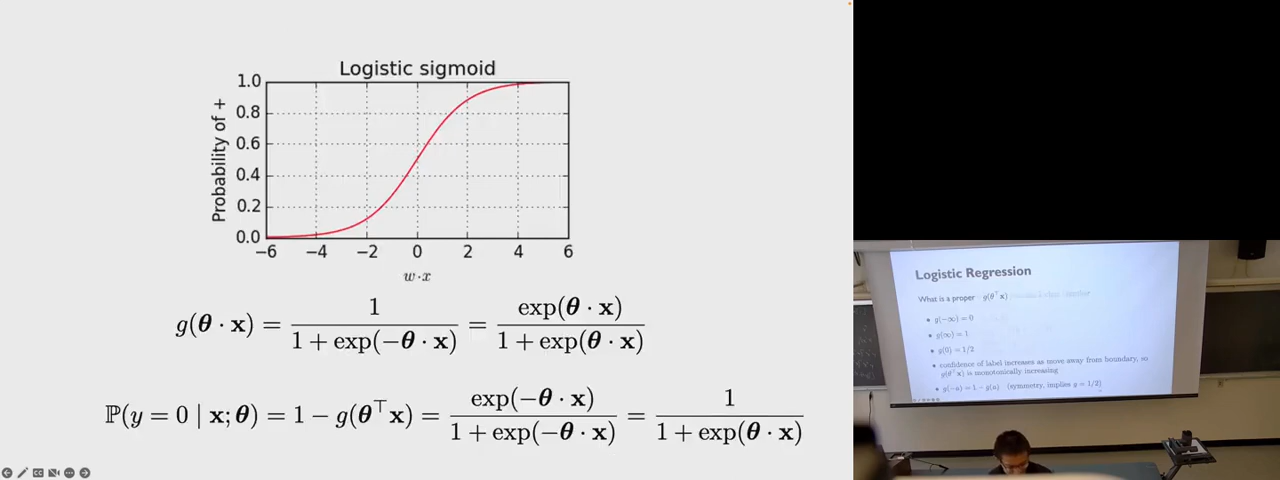 Logistic sigmoid
Probability of +
1.0
0.8
0.6
0.4
0.2
0.0
−6 −4 −2 0 2 4 6
w·x
g(θ · x) = 1 / (1 + exp(−θ · x)) = exp(θ · x) / (1 + exp(θ · x))
ℙ(y = 0 | x; θ) = 1 − g(θ⊤x) = exp(−θ · x) / (1 + exp(−θ · x)) = 1 / (1 + exp(θ · x))
Logistic Regression
What is a proper g(θ⊤x)
• g(−∞) = 0
• g(∞) = 1
• g(0) = 1/2
• confidence of label increases as move away from boundary, so
g(θ⊤x) is monotonically increasing
• g(−a) = 1 − g(a) (symmetry, implies g = 1/2)